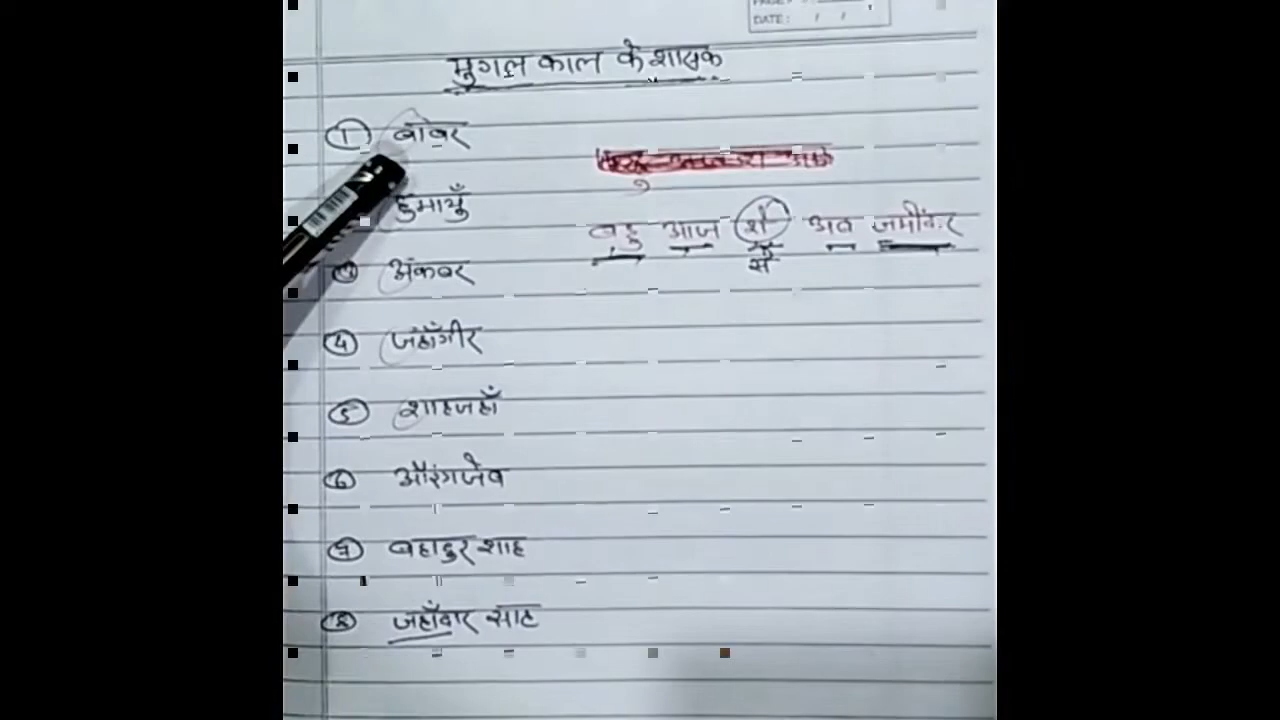 DATE: / /
मुगल काल के शासक
① बाबर
हुमायुँ
③ अकबर
④ जहाँगीर
⑤ शाहजहाँ
⑥ औरंगजेब
⑦ बहादुर शाह
⑧ जहाँदार साह
बहु आज शे अब जमींकर
से